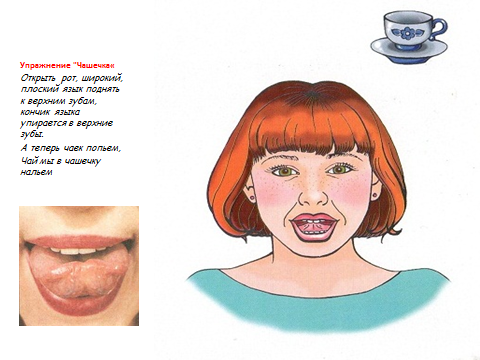 Упражнение "Чашечка«
Открыть рот, широкий,
плоский язык поднять
к верхним зубам,
кончик языка
упирается в верхние
зубы.
А теперь чаек попьем,
Чай мы в чашечку
нальем